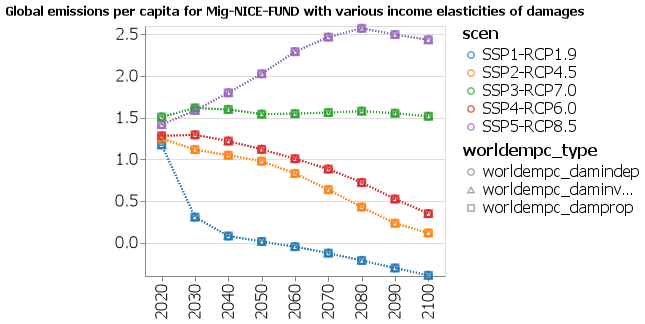 Global emissions per capita for Mig-NICE-FUND with various income elasticities of damages
2.5
2.0
1.5
1.0
0.5
0.0
2020
2030
2040
2050
2060
2070
2080
2090
2100
scen
SSP1-RCP1.9
SSP2-RCP4.5
SSP3-RCP7.0
SSP4-RCP6.0
SSP5-RCP8.5
worldempc_type
worldempc_damindep
worldempc_daminv...
worldempc_damprop